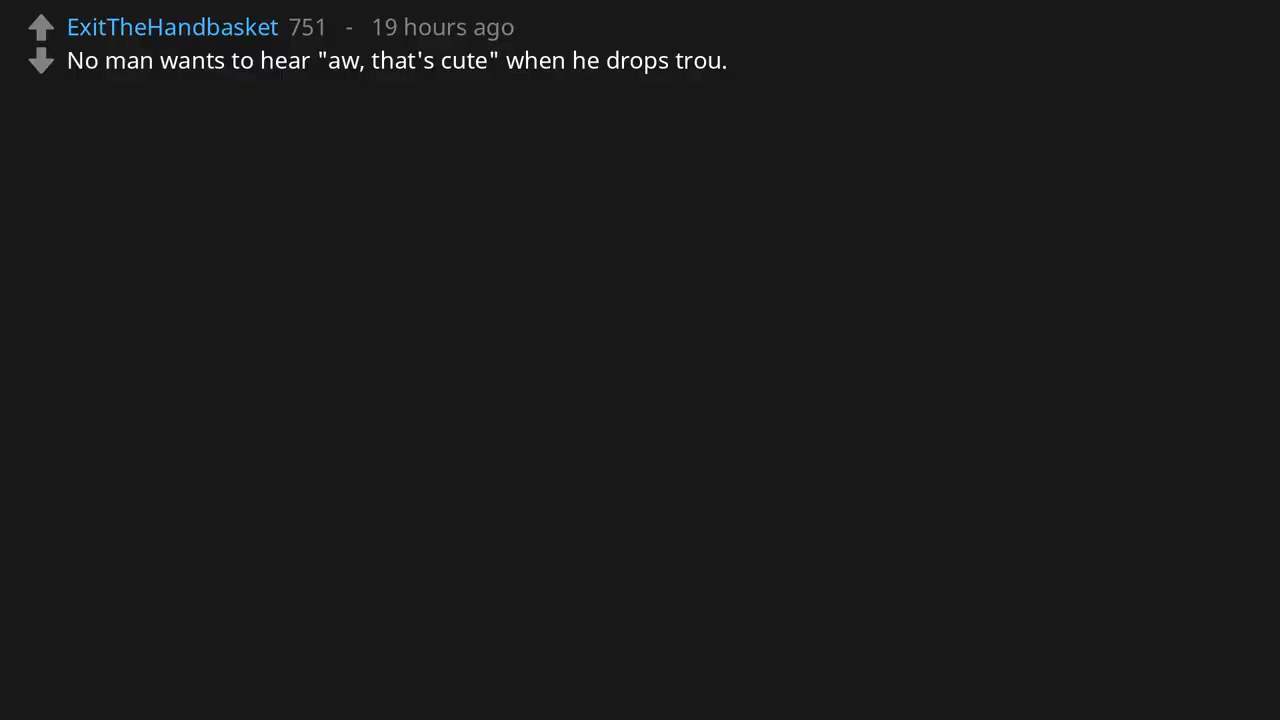 ExitTheHandbasket 751 - 19 hours ago
No man wants to hear "aw, that's cute" when he drops trou.